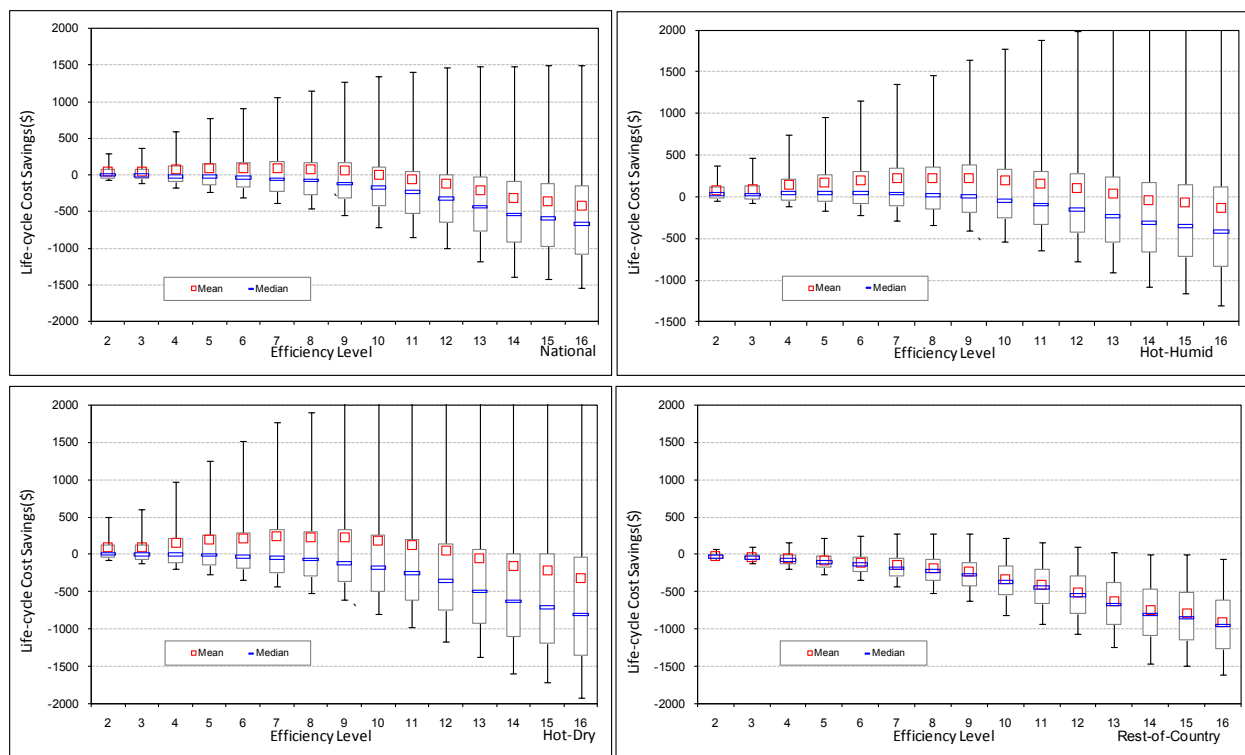 2000
1500
1000
500
0
-500
-1000
-1500
-2000
Life-cycle Cost Savings($)
Mean Median
2 3 4 5 6 7 8 9 10 11 12 13 14 15 16
Efficiency Level National
2000
1500
1000
500
0
-500
-1000
-1500
Life-cycle Cost Savings($)
Mean Median
2 3 4 5 6 7 8 9 10 11 12 13 14 15 16
Efficiency Level Hot-Humid
2000
1500
1000
500
0
-500
-1000
-1500
-2000
Life-cycle Cost Savings($)
Mean Median
2 3 4 5 6 7 8 9 10 11 12 13 14 15 16
Efficiency Level Hot-Dry
2000
1500
1000
500
0
-500
-1000
-1500
-2000
Life-cycle Cost Savings($)
Mean Median
2 3 4 5 6 7 8 9 10 11 12 13 14 15 16
Efficiency Level Rest-of-Country